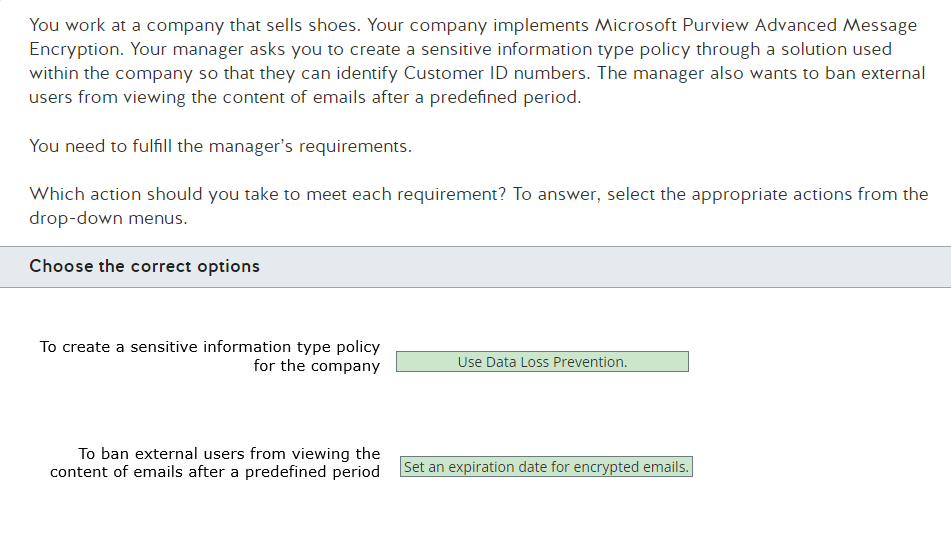 You work at a company that sells shoes. Your company implements Microsoft Purview Advanced Message
Encryption. Your manager asks you to create a sensitive information type policy through a solution used
within the company so that they can identify Customer ID numbers. The manager also wants to ban external
users from viewing the content of emails after a predefined period.
You need to fulfill the manager’s requirements.
Which action should you take to meet each requirement? To answer, select the appropriate actions from the
drop-down menus.
Choose the correct options
To create a sensitive information type policy
for the company
Use Data Loss Prevention.
To ban external users from viewing the
content of emails after a predefined period
Set an expiration date for encrypted emails.